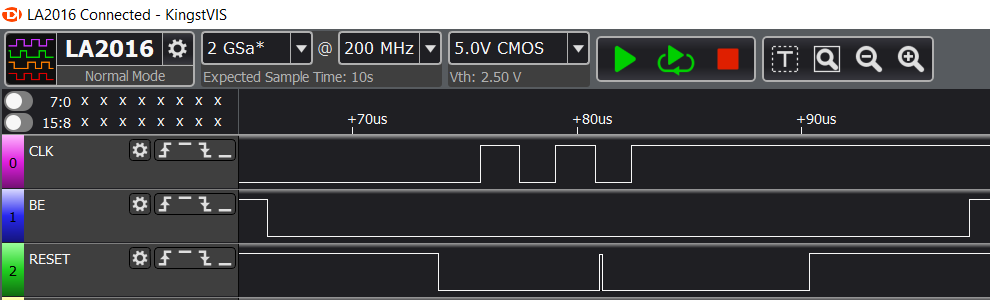 LA2016 Connected - KingstVIS
LA2016
Normal Mode
2 GSa* @ 200 MHz 5.0V CMOS
Expected Sample Time: 10s
Vth: 2.50 V
T
7:0 x x x x x x x x
15:8 x x x x x x x x
+70us +80us +90us
0 CLK
1 BE
2 RESET